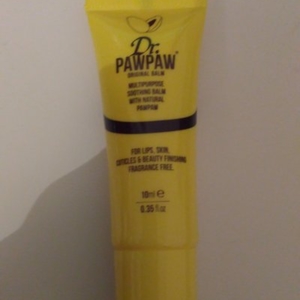 Dr.
PAWPAW
ORIGINAL BALM
MULTIPURPOSE
SOOTHING BALM
WITH NATURAL
PAWPAW
FOR LIPS, SKIN,
CUTICLES & BEAUTY FINISHING
FRAGRANCE FREE.
10ml ℮
0.35 fl oz